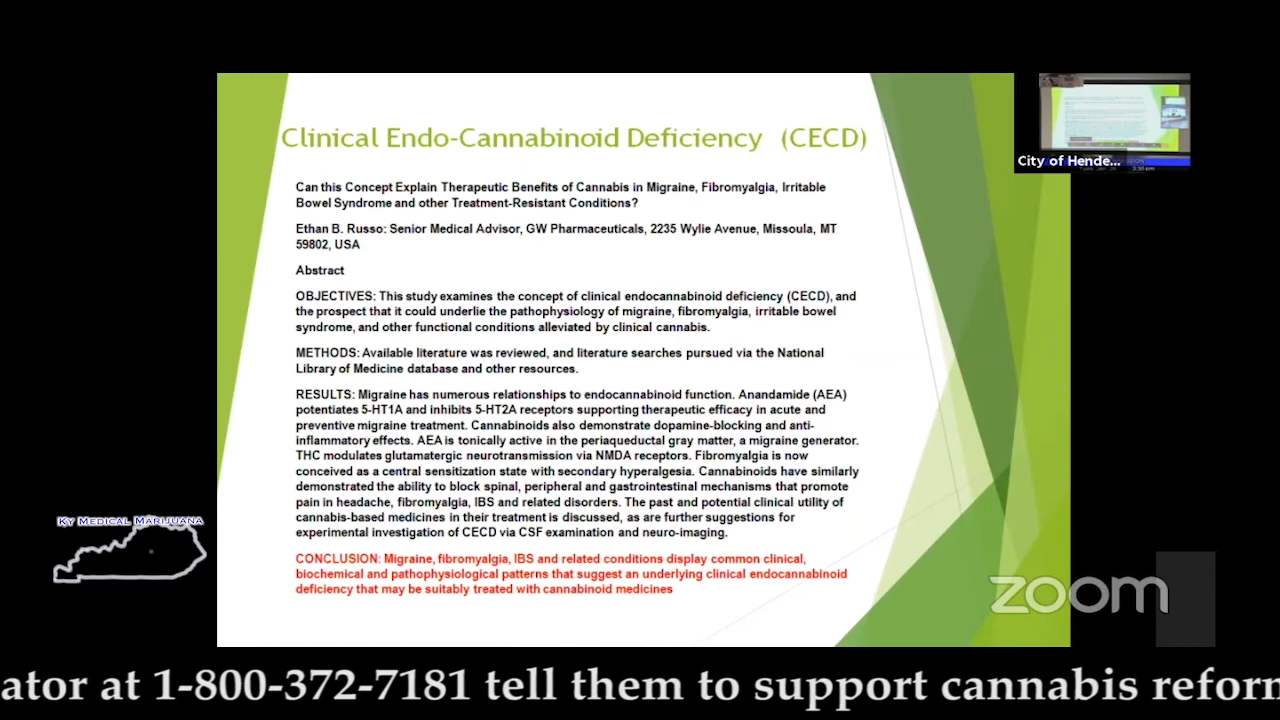 Clinical Endo-Cannabinoid Deficiency (CECD)
Can this Concept Explain Therapeutic Benefits of Cannabis in Migraine, Fibromyalgia, Irritable
Bowel Syndrome and other Treatment-Resistant Conditions?
Ethan B. Russo: Senior Medical Advisor, GW Pharmaceuticals, 2235 Wylie Avenue, Missoula, MT
59802, USA
Abstract
OBJECTIVES: This study examines the concept of clinical endocannabinoid deficiency (CECD), and
the prospect that it could underlie the pathophysiology of migraine, fibromyalgia, irritable bowel
syndrome, and other functional conditions alleviated by clinical cannabis.
METHODS: Available literature was reviewed, and literature searches pursued via the National
Library of Medicine database and other resources.
RESULTS: Migraine has numerous relationships to endocannabinoid function. Anandamide (AEA)
potentiates 5-HT1A and inhibits 5-HT2A receptors supporting therapeutic efficacy in acute and
preventive migraine treatment. Cannabinoids also demonstrate dopamine-blocking and anti-
inflammatory effects. AEA is tonically active in the periaqueductal gray matter, a migraine generator.
THC modulates glutamatergic neurotransmission via NMDA receptors. Fibromyalgia is now
conceived as a central sensitization state with secondary hyperalgesia. Cannabinoids have similarly
demonstrated the ability to block spinal, peripheral and gastrointestinal mechanisms that promote
pain in headache, fibromyalgia, IBS and related disorders. The past and potential clinical utility of
cannabis-based medicines in their treatment is discussed, as are further suggestions for
experimental investigation of CECD via CSF examination and neuro-imaging.
CONCLUSION: Migraine, fibromyalgia, IBS and related conditions display common clinical,
biochemical and pathophysiological patterns that suggest an underlying clinical endocannabinoid
deficiency that may be suitably treated with cannabinoid medicines
City of Hende...
KY MEDICAL MARIJUANA
zoom
ator at 1-800-372-7181 tell them to support cannabis reform